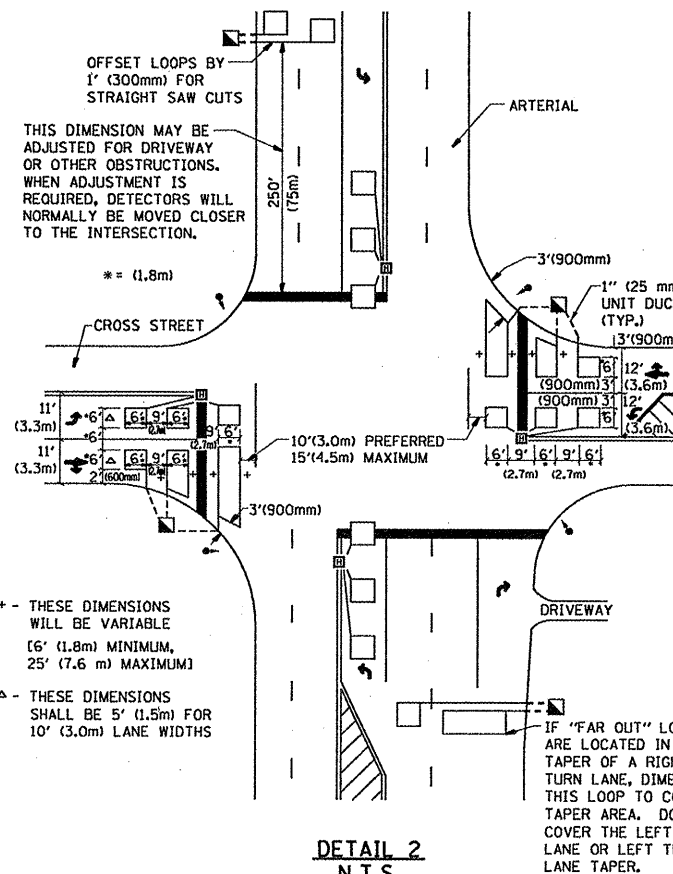 OFFSET LOOPS BY
1' (300mm) FOR
STRAIGHT SAW CUTS
THIS DIMENSION MAY BE
ADJUSTED FOR DRIVEWAY
OR OTHER OBSTRUCTIONS.
WHEN ADJUSTMENT IS
REQUIRED, DETECTORS WILL
NORMALLY BE MOVED CLOSER
TO THE INTERSECTION.
250'
(75m)
ARTERIAL
* = (1.8m)
3'(900mm)
1" (25 mm
UNIT DUC
(TYP.)
CROSS STREET
3'(900m
6'
12'
(3.6m)
(900mm) 3'
(900mm) 3'
12'
6'
(3.6m)
11'
(3.3m)
*6'
△
6' 9' 6'
(2.7m)
*6'
9' 6'
(2.7m) *
11'
(3.3m)
*6'
△
6' 9' 6'
2' (600mm)
10'(3.0m) PREFERRED
15'(4.5m) MAXIMUM
6' 9' 6' 9' 6'
* * *
(2.7m) (2.7m)
3'(900mm)
H
H
H
H
+ - THESE DIMENSIONS
WILL BE VARIABLE
[6' (1.8m) MINIMUM,
25' (7.6 m) MAXIMUM]
△ - THESE DIMENSIONS
SHALL BE 5' (1.5m) FOR
10' (3.0m) LANE WIDTHS
DRIVEWAY
IF "FAR OUT" LO
ARE LOCATED IN
TAPER OF A RIG
TURN LANE, DIME
THIS LOOP TO C
TAPER AREA. DO
COVER THE LEFT
LANE OR LEFT T
LANE TAPER.
DETAIL 2
N.T.S.